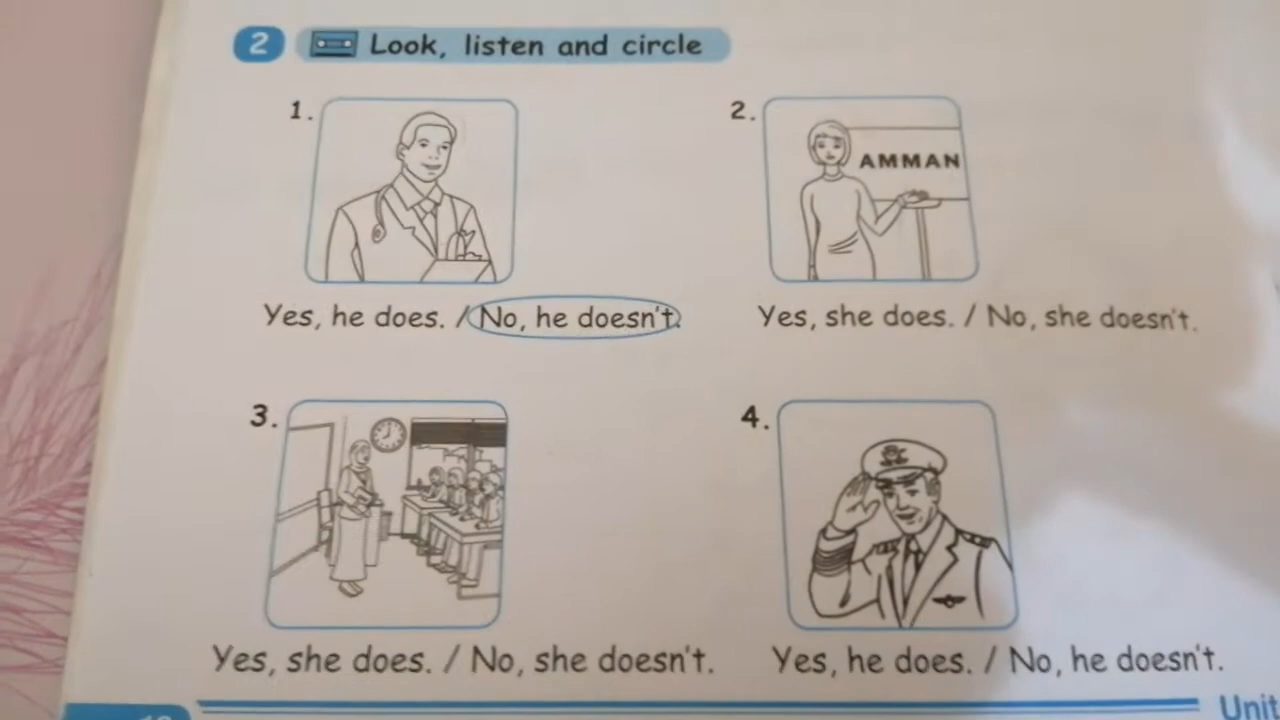 2 Look, listen and circle
1.
2.
AMMAN
Yes, he does. / No, he doesn't.
Yes, she does. / No, she doesn't.
3.
4.
Yes, she does. / No, she doesn't.
Yes, he does. / No, he doesn't.
Unit